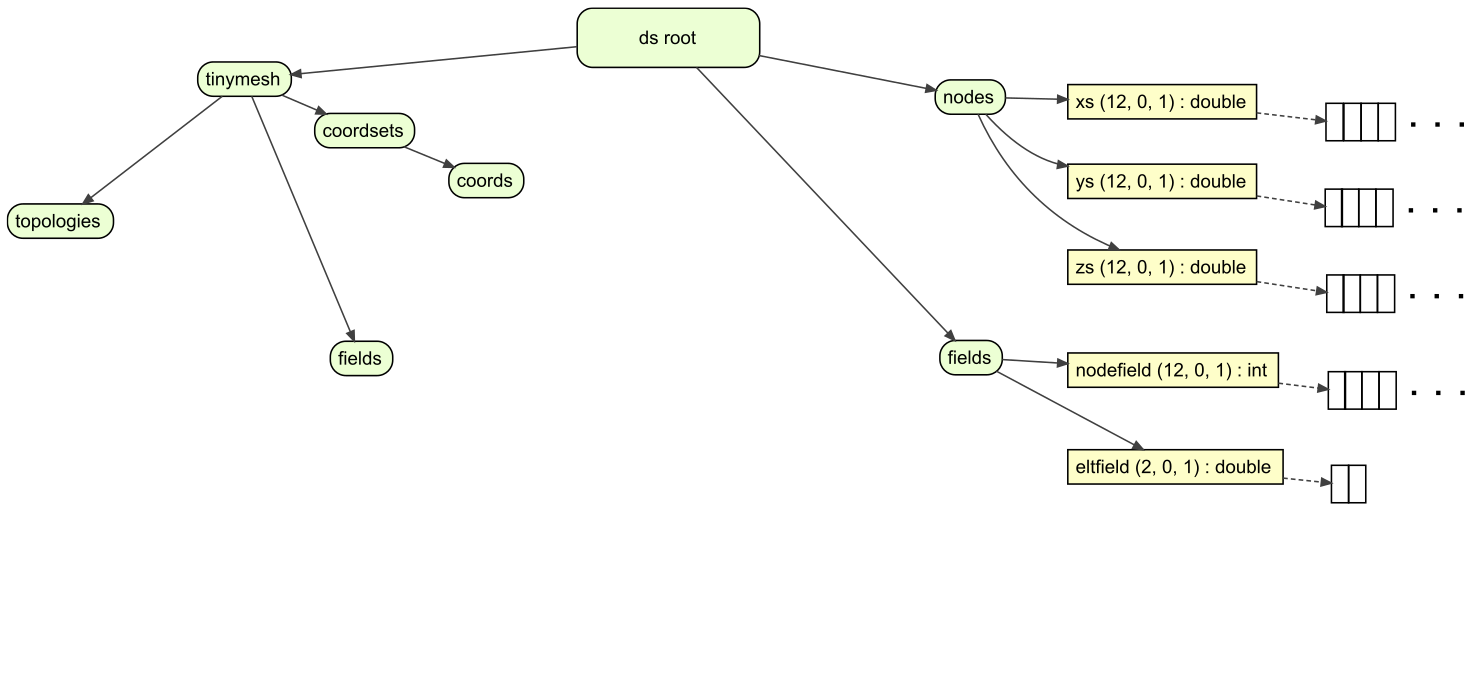 ds root
tinymesh
nodes
xs (12, 0, 1) : double
coordsets
coords
ys (12, 0, 1) : double
topologies
zs (12, 0, 1) : double
fields
fields
nodefield (12, 0, 1) : int
eltfield (2, 0, 1) : double